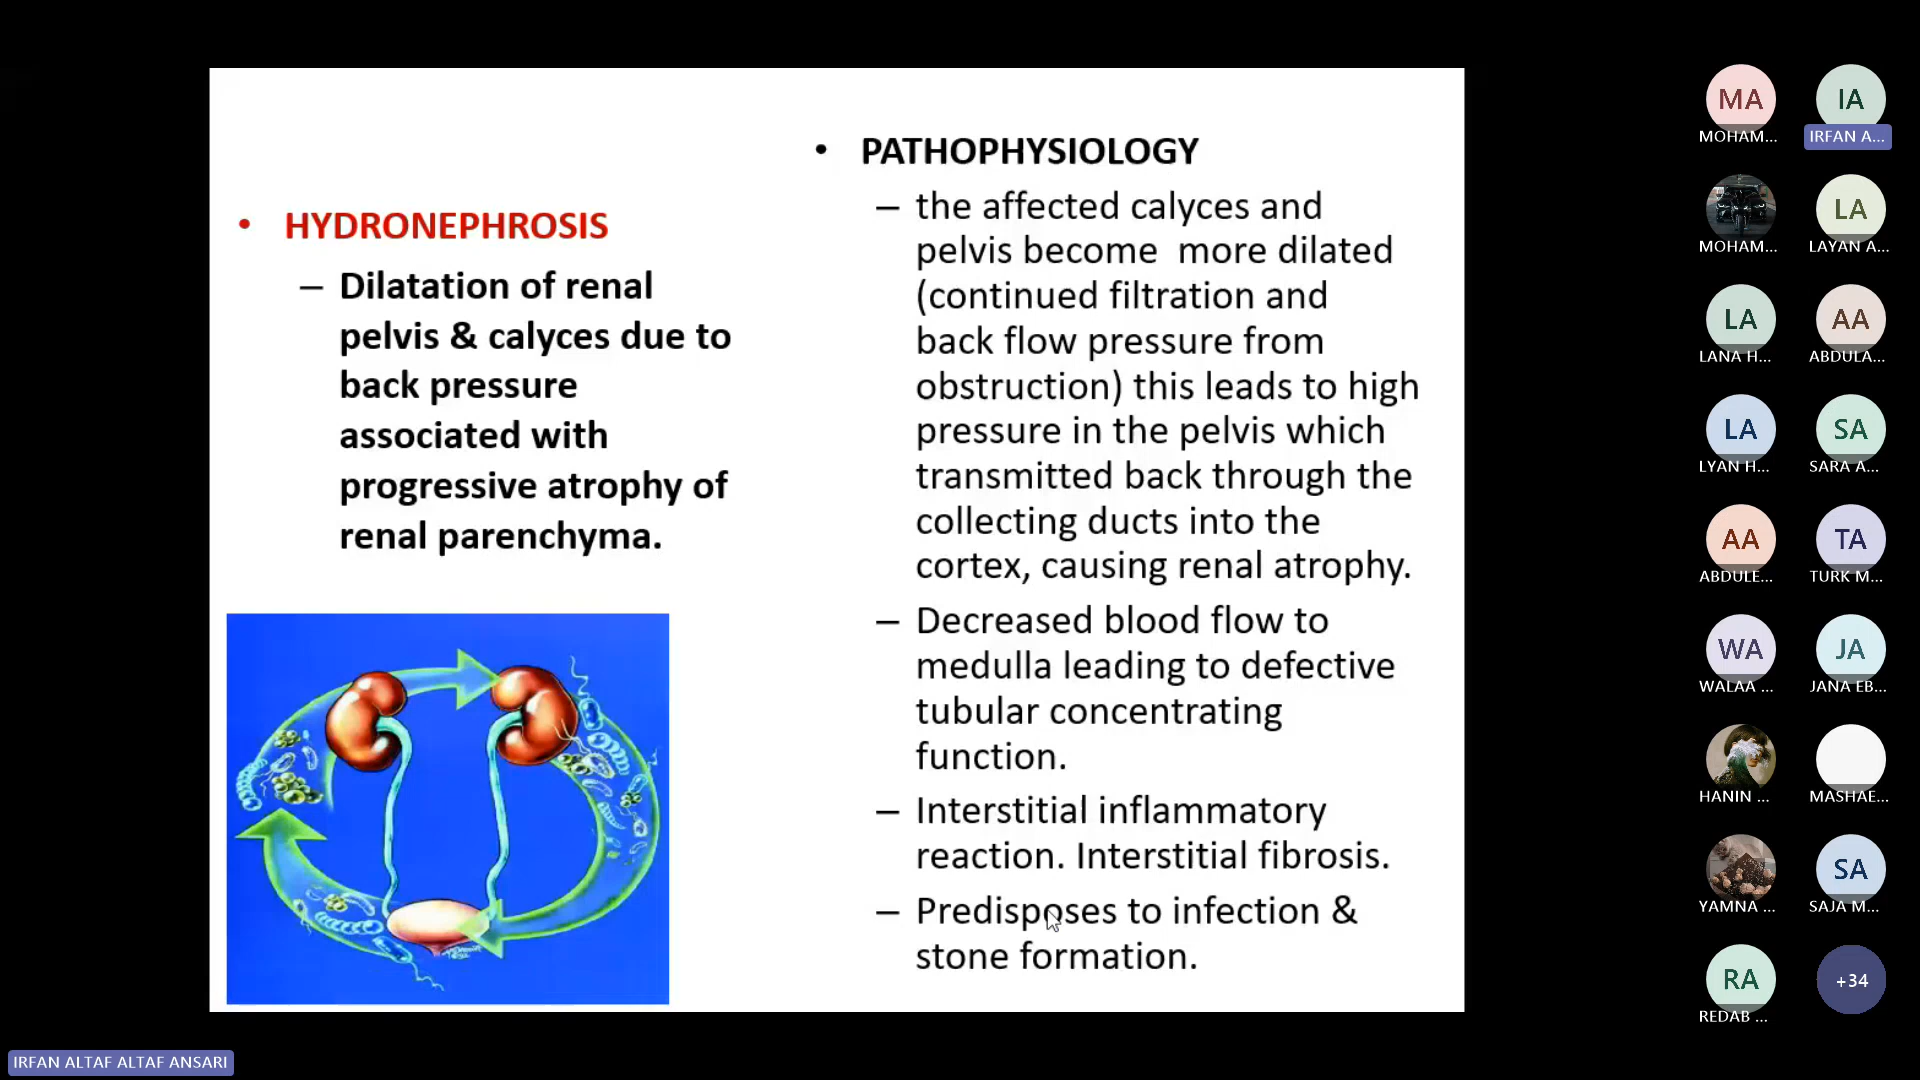 • HYDRONEPHROSIS
– Dilatation of renal
pelvis & calyces due to
back pressure
associated with
progressive atrophy of
renal parenchyma.
• PATHOPHYSIOLOGY
– the affected calyces and
pelvis become  more dilated
(continued filtration and
back flow pressure from
obstruction) this leads to high
pressure in the pelvis which
transmitted back through the
collecting ducts into the
cortex, causing renal atrophy.
– Decreased blood flow to
medulla leading to defective
tubular concentrating
function.
– Interstitial inflammatory
reaction. Interstitial fibrosis.
– Predisposes to infection &
stone formation.
MA
MOHAM...
IA
IRFAN A...
MOHAM...
LA
LAYAN A...
LA
LANA H...
AA
ABDULA...
LA
LYAN H...
SA
SARA A...
AA
ABDULE...
TA
TURK M...
WA
WALAA ...
JA
JANA EB...
HANIN ...
MASHAE...
YAMNA ...
SA
SAJA M...
RA
REDAB ...
+34
IRFAN ALTAF ALTAF ANSARI